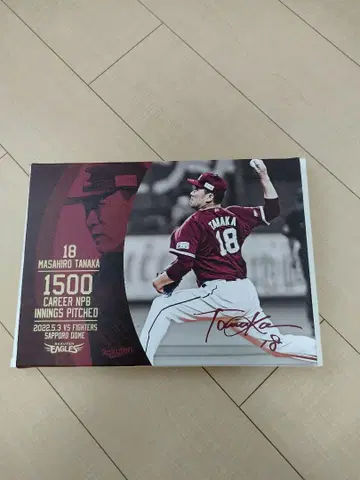 18
MASAHIRO TANAKA
1500
CAREER NPB
INNINGS PITCHED
2022.5.3 VS FIGHTERS
SAPPORO DOME
EAGLES
TANAKA
18
Tanaka
18